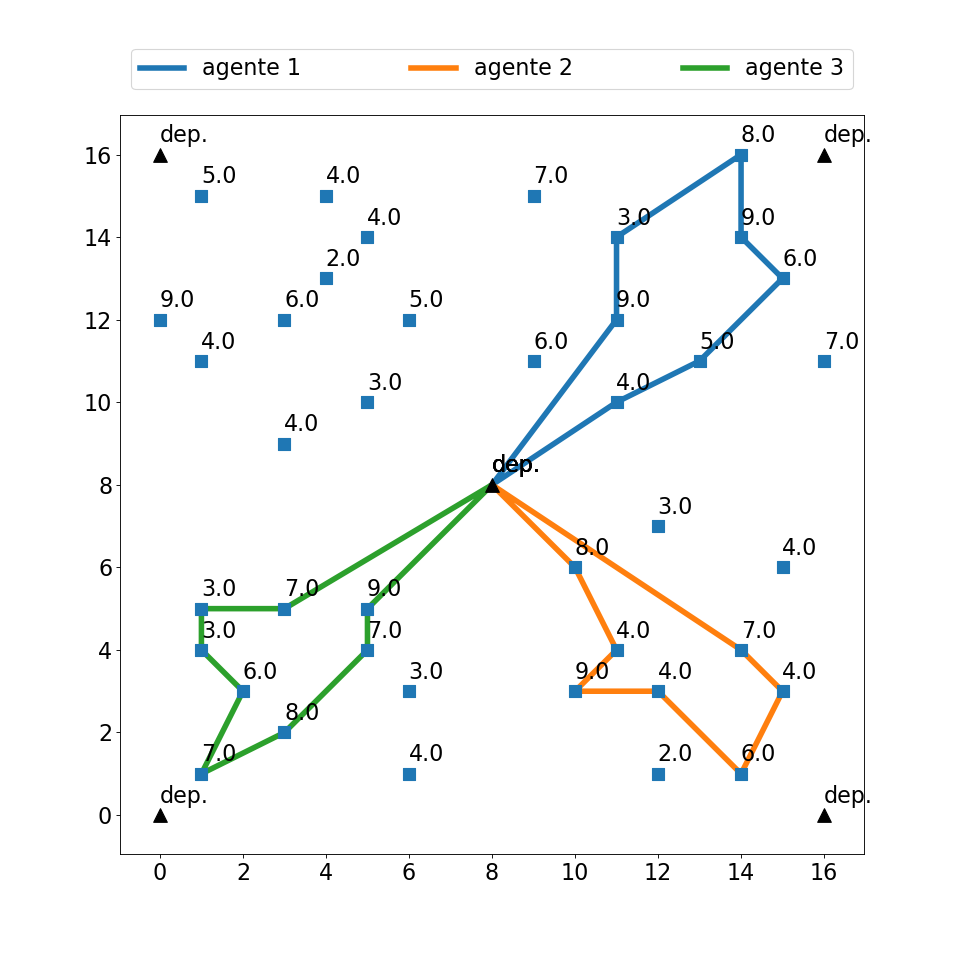 agente 1 agente 2 agente 3
dep. 8.0 dep.
16
5.0 4.0 7.0
4.0 3.0 9.0
14
2.0 6.0
9.0 6.0 5.0 9.0
12
4.0 6.0 5.0 7.0
3.0 4.0
10
4.0
dep. dep.
8
3.0
8.0 4.0
6
3.0 7.0 9.0
3.0 7.0 4.0 7.0
4
6.0 3.0 9.0 4.0 4.0
8.0
2
7.0 4.0 2.0 6.0
dep. dep.
0
0 2 4 6 8 10 12 14 16